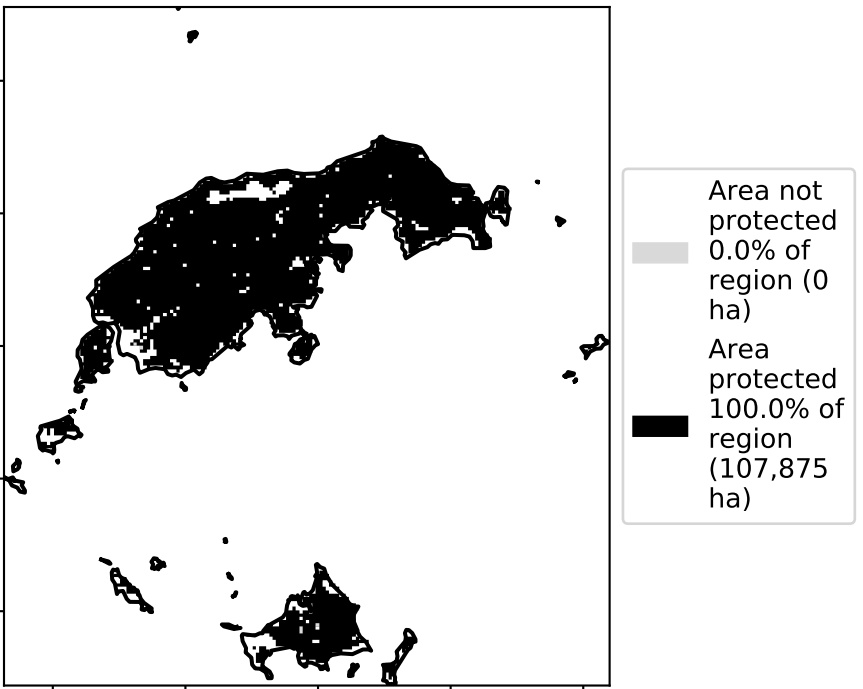 Area not
protected
0.0% of
region (0
ha)
Area
protected
100.0% of
region
(107,875
ha)